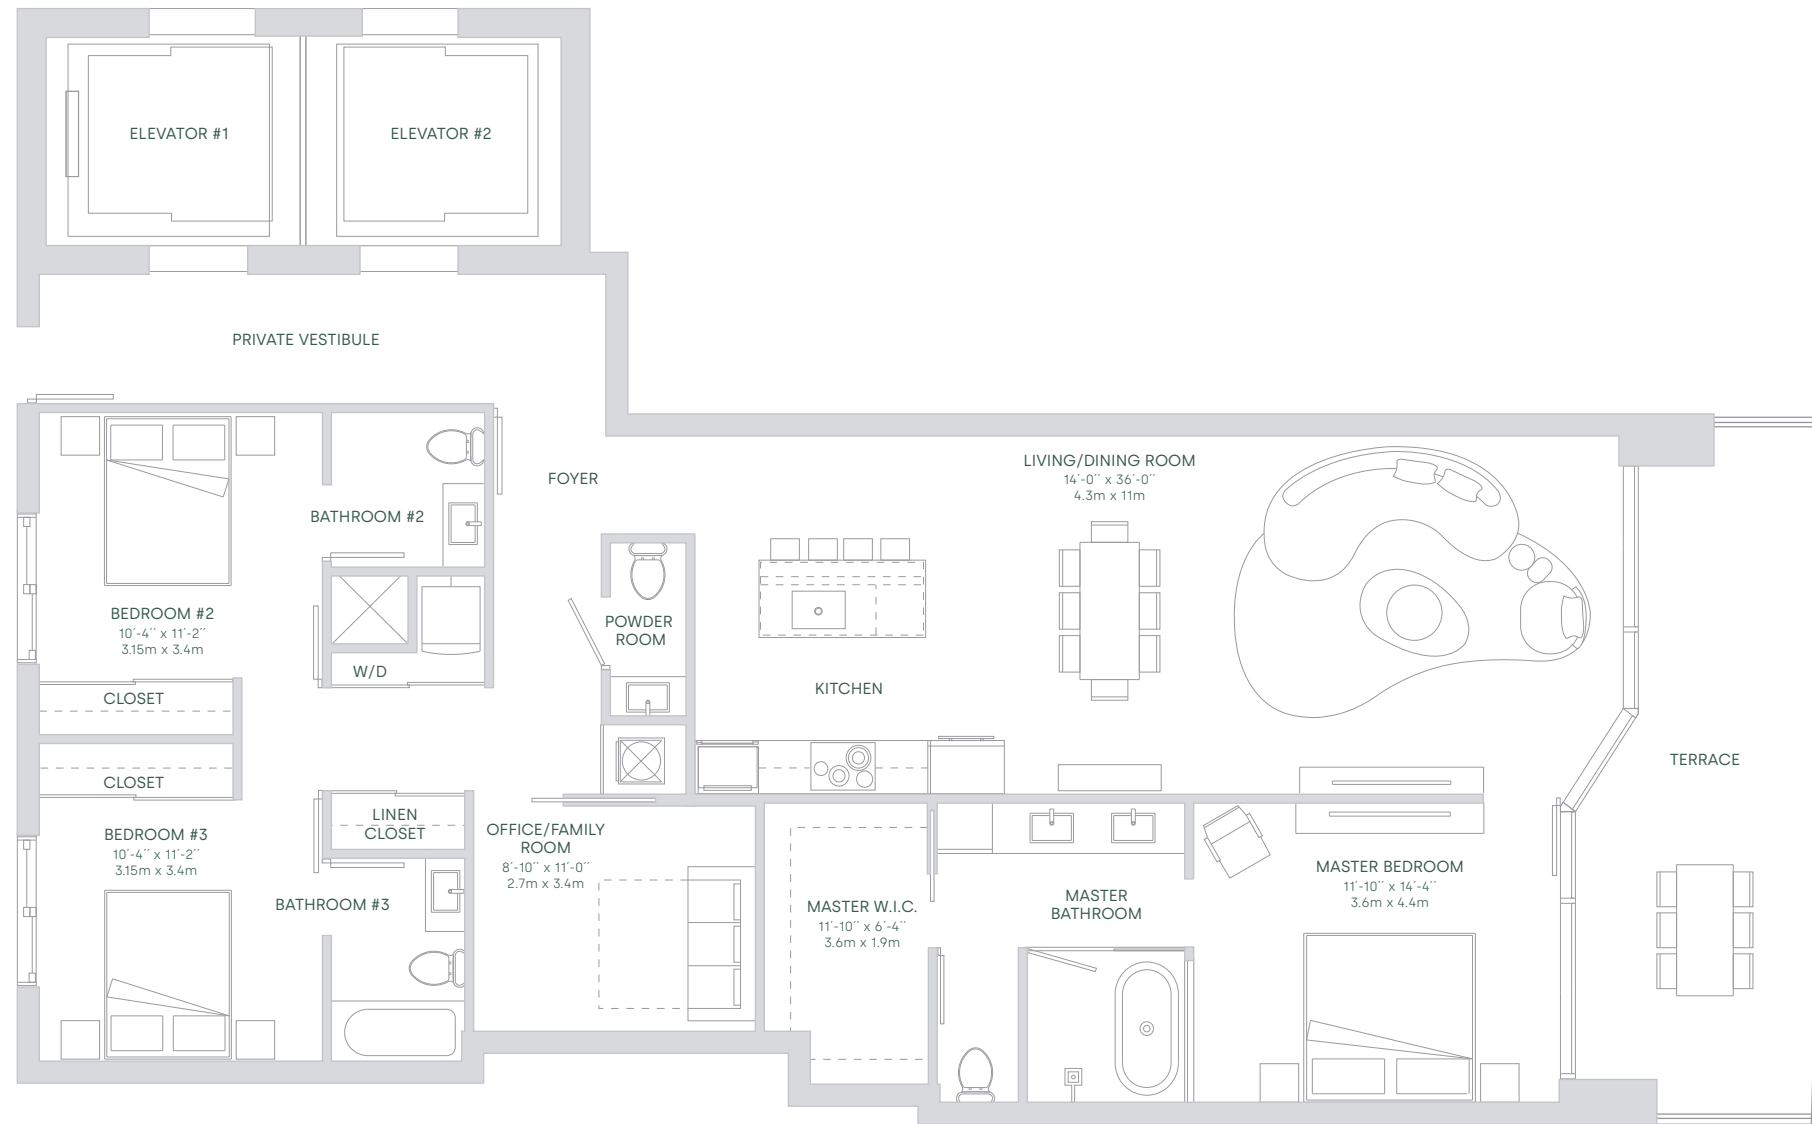 ELEVATOR #1
ELEVATOR #2
PRIVATE VESTIBULE
FOYER
LIVING/DINING ROOM
14´-0´´ x 36´-0´´
4.3m x 11m
BATHROOM #2
BEDROOM #2
10´-4´´ x 11´-2´´
3.15m x 3.4m
POWDER
ROOM
W/D
KITCHEN
CLOSET
TERRACE
CLOSET
LINEN
CLOSET
BEDROOM #3
10´-4´´ x 11´-2´´
3.15m x 3.4m
OFFICE/FAMILY
ROOM
8´-10´´ x 11´-0´´
2.7m x 3.4m
BATHROOM #3
MASTER W.I.C.
11´-10´´ x 6´-4´´
3.6m x 1.9m
MASTER
BATHROOM
MASTER BEDROOM
11´-10´´ x 14´-4´´
3.6m x 4.4m